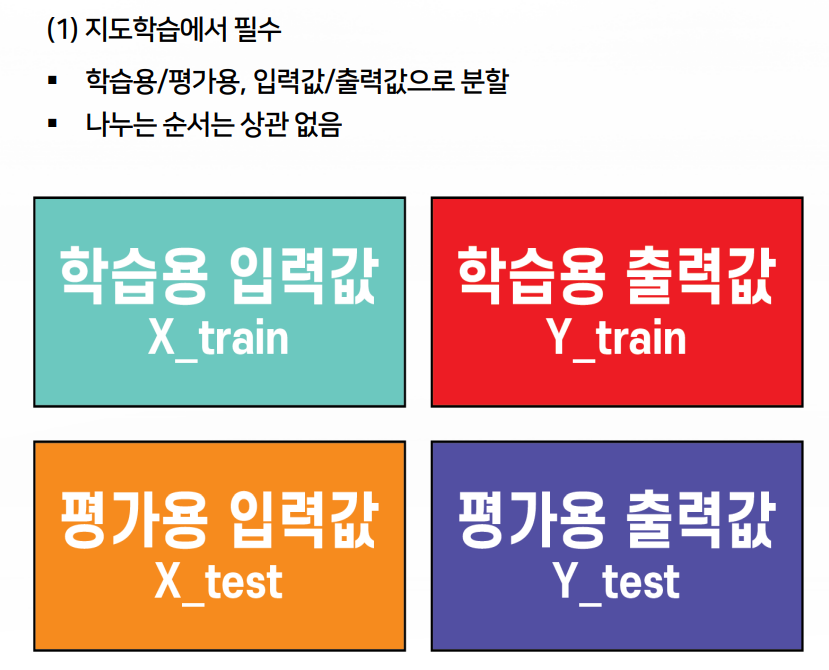 (1) 지도학습에서 필수
▪ 학습용/평가용, 입력값/출력값으로 분할
▪ 나누는 순서는 상관 없음
학습용 입력값
X_train
학습용 출력값
Y_train
평가용 입력값
X_test
평가용 출력값
Y_test